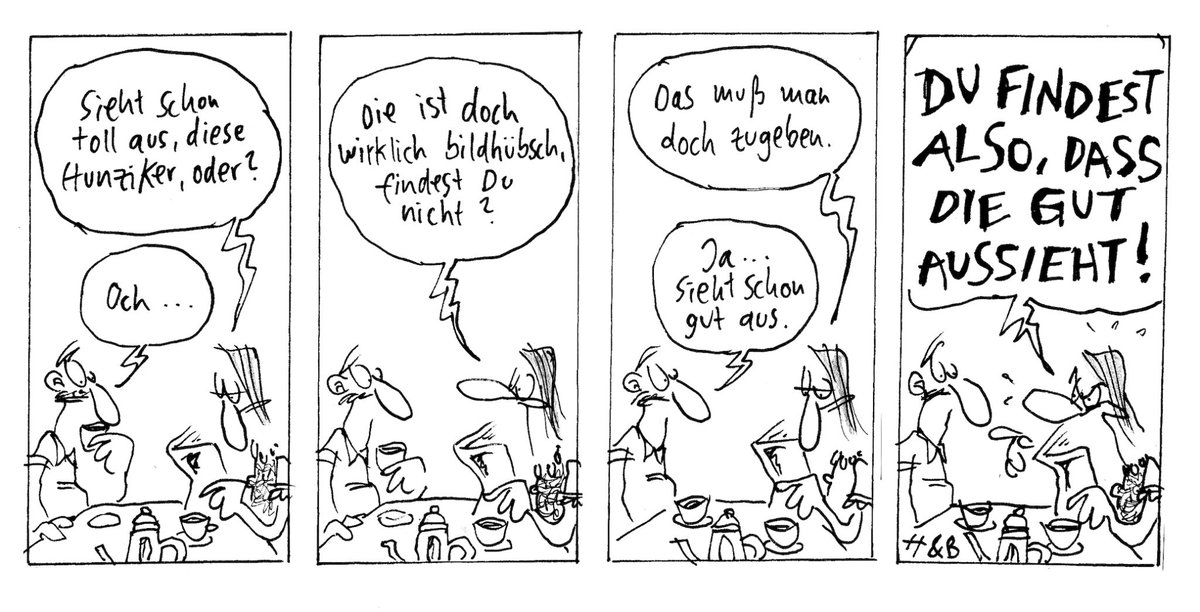 Sieht schon
toll aus, diese
Hunziker, oder?
Och ...
Die ist doch
wirklich bildhübsch,
findest Du
nicht?
Das muß man
doch zugeben.
Ja ...
sieht schon
gut aus.
DU FINDEST
ALSO, DASS
DIE GUT
AUSSIEHT!
H&B